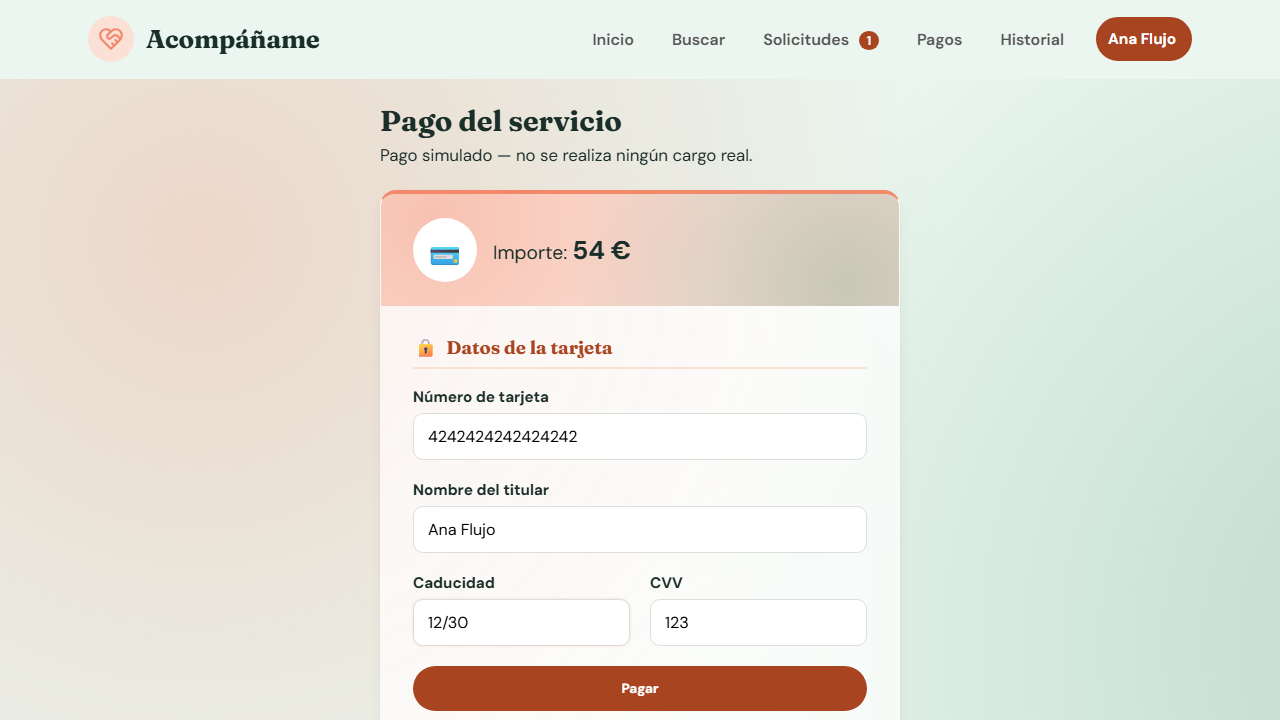 Acompáñame
Inicio
Buscar
Solicitudes 1
Pagos
Historial
Ana Flujo
Pago del servicio
Pago simulado — no se realiza ningún cargo real.
Importe: 54 €
Datos de la tarjeta
Número de tarjeta
4242424242424242
Nombre del titular
Ana Flujo
Caducidad
CVV
12/30
123
Pagar